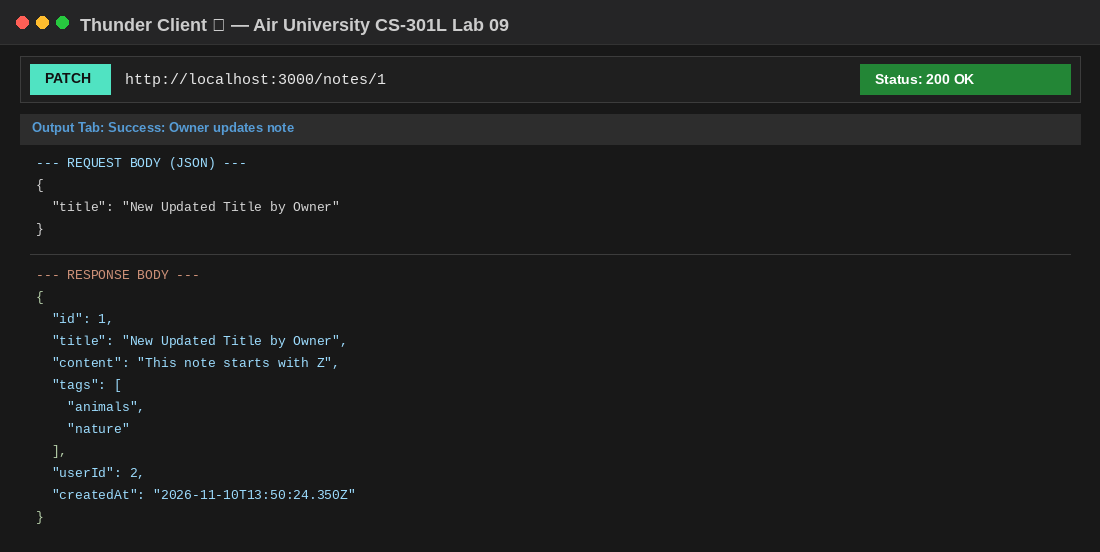 Thunder Client — Air University CS-301L Lab 09
PATCH http://localhost:3000/notes/1 Status: 200 OK
Output Tab: Success: Owner updates note
--- REQUEST BODY (JSON) ---
{
  "title": "New Updated Title by Owner"
}
--- RESPONSE BODY ---
{
  "id": 1,
  "title": "New Updated Title by Owner",
  "content": "This note starts with Z",
  "tags": [
    "animals",
    "nature"
  ],
  "userId": 2,
  "createdAt": "2026-11-10T13:50:24.350Z"
}